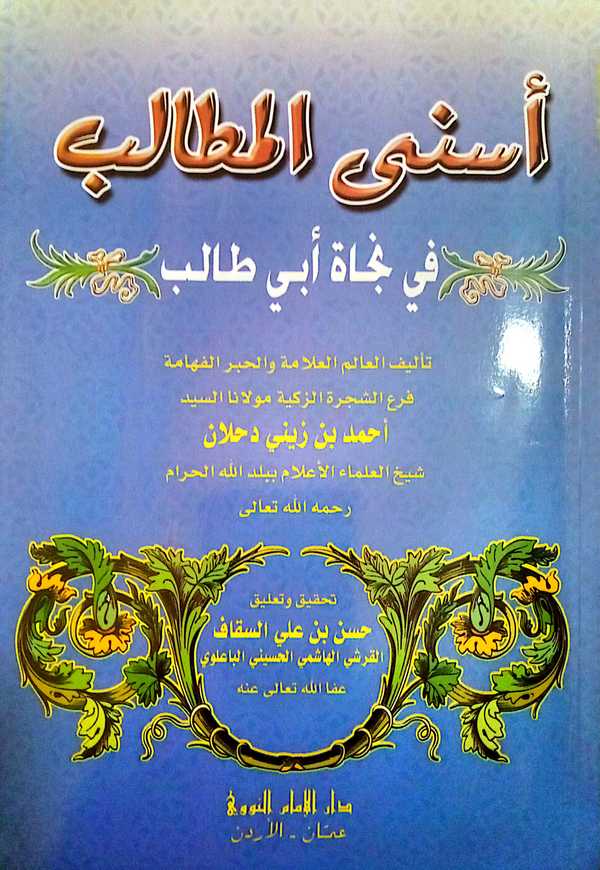 أسنى المطالب
في نجاة أبي طالب
تأليف العالم العلامة والحبر الفهامة
فرع الشجرة الزكية مولانا السيد
أحمد بن زيني دحلان
شيخ العلماء الأعلام ببلد الله الحرام
رحمه الله تعالى
تحقيق وتعليق
حسن بن علي السقاف
القرشي الهاشمي الحسيني الباعلوي
عفا الله تعالى عنه
دار الإمام النووي
عمّان - الأردن